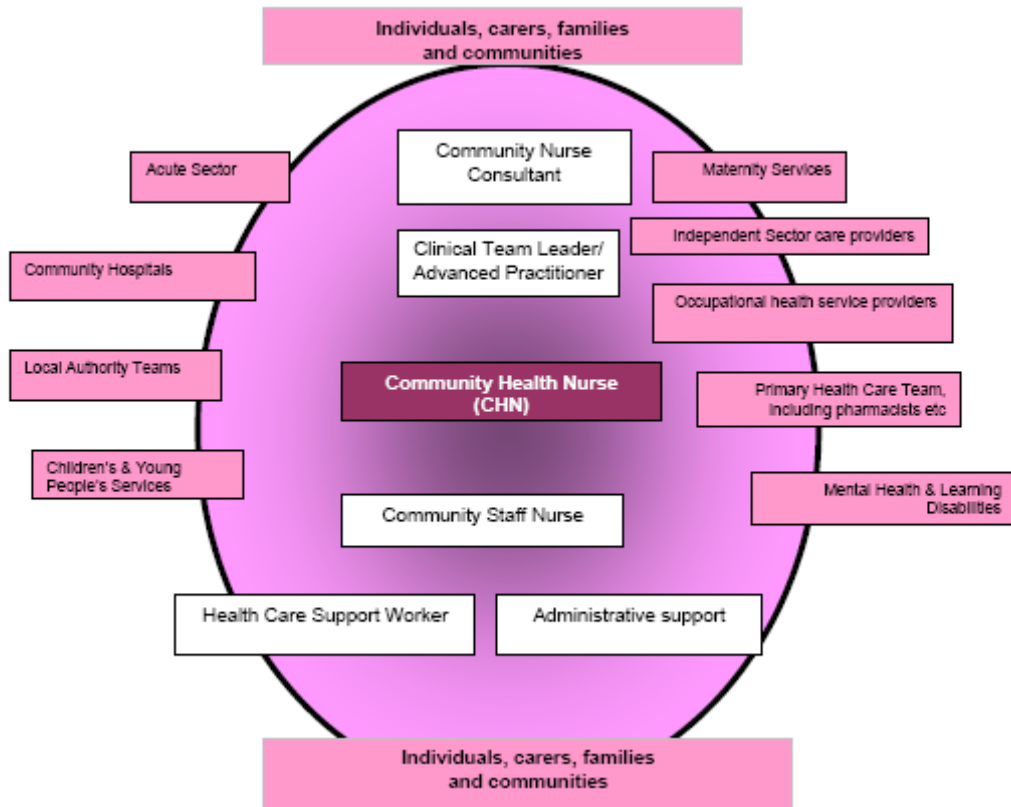 Individuals, carers, families
and communities
Community Nurse
Consultant
Acute Sector
Maternity Services
Independent Sector care providers
Clinical Team Leader/
Advanced Practitioner
Community Hospitals
Occupational health service providers
Local Authority Teams
Community Health Nurse
(CHN)
Primary Health Care Team,
including pharmacists etc
Children's & Young
People's Services
Mental Health & Learning
Disabilities
Community Staff Nurse
Health Care Support Worker
Administrative support
Individuals, carers, families
and communities